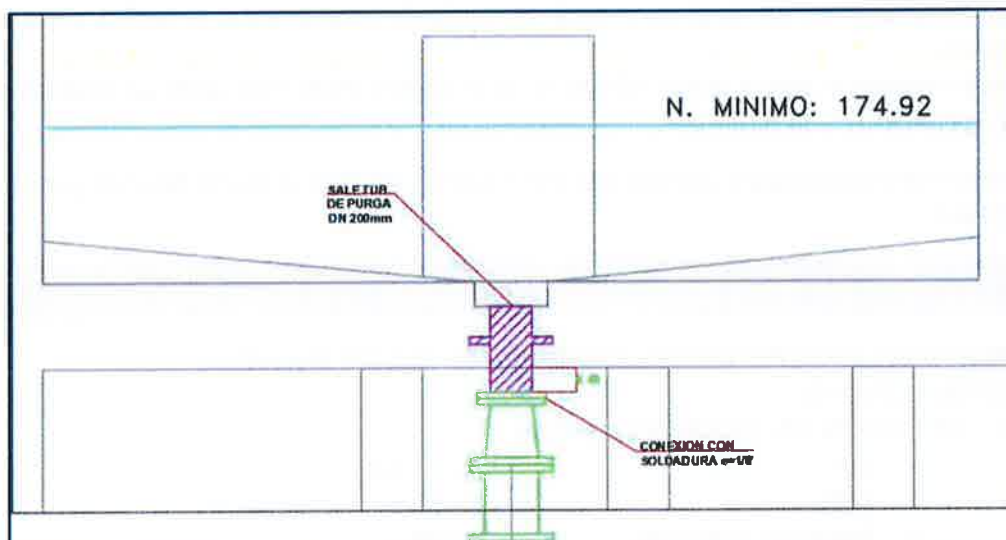 N. MINIMO: 174.92
SALE TUB
DE PURGA
DN 200mm
CONEXION CON
SOLDADURA